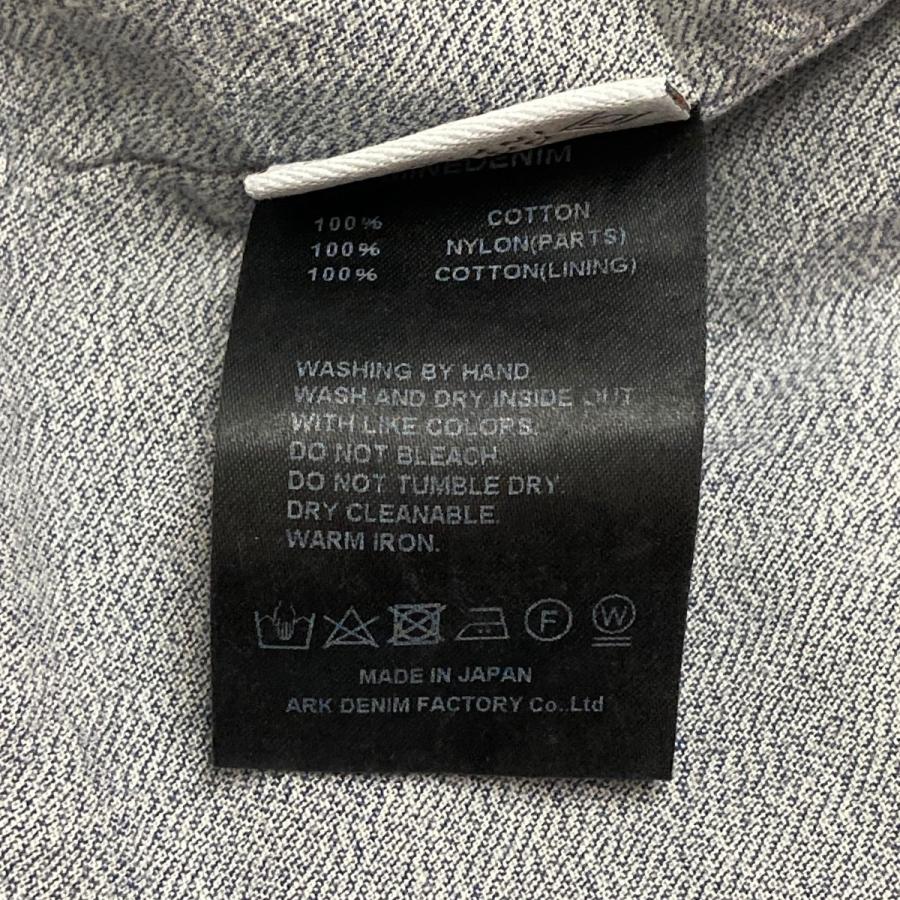 100% COTTON
100% NYLON(PARTS)
100% COTTON(LINING)
WASHING BY HAND.
WASH AND DRY INSIDE OUT
WITH LIKE COLORS.
DO NOT BLEACH.
DO NOT TUMBLE DRY.
DRY CLEANABLE.
WARM IRON.
F W
MADE IN JAPAN
ARK DENIM FACTORY Co.,Ltd